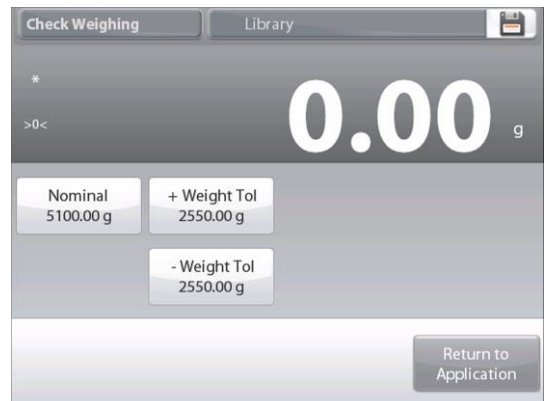 Check Weighing
Library
*
>0<
0.00 g
Nominal
5100.00 g
+ Weight Tol
2550.00 g
- Weight Tol
2550.00 g
Return to
Application